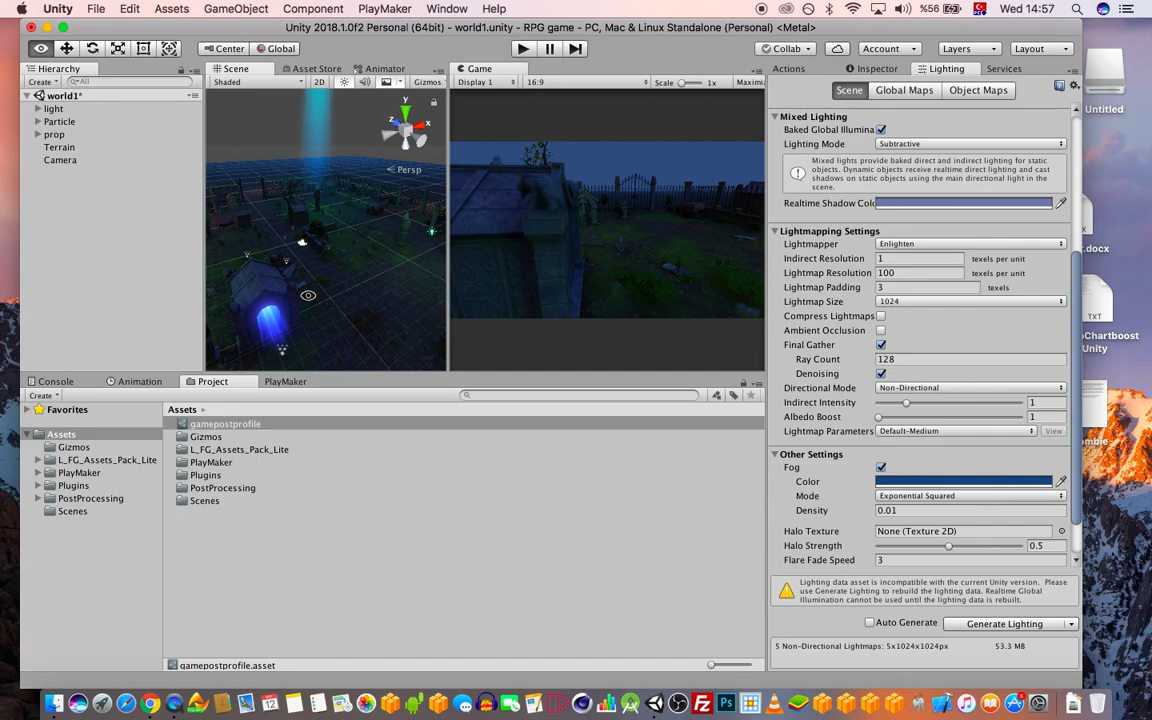 Unity File Edit Assets GameObject Component PlayMaker Window Help %56 Wed 14:57
Unity 2018.1.0f2 Personal (64bit) - world1.unity - RPG game - PC, Mac & Linux Standalone (Personal) <Metal>
Center Global Collab Account Layers Layout
Hierarchy Scene Asset Store Animator Game Actions Inspector Lighting Services
Create All Shaded 2D Gizmos Display 1 16:9 Scale 1x Maximi Scene Global Maps Object Maps
world1*
light
Particle
prop
Terrain
Camera
y
z x
Persp
Mixed Lighting
Baked Global Illumina
Lighting Mode Subtractive
Mixed lights provide baked direct and indirect lighting for static
objects. Dynamic objects receive realtime direct lighting and cast
shadows on static objects using the main directional light in the
scene.
Realtime Shadow Colo
Lightmapping Settings
Lightmapper Enlighten
Indirect Resolution 1 texels per unit
Lightmap Resolution 100 texels per unit
Lightmap Padding 3 texels
Lightmap Size 1024
Compress Lightmaps
Ambient Occlusion
Final Gather
Ray Count 128
Denoising
Directional Mode Non-Directional
Indirect Intensity 1
Albedo Boost 1
Lightmap Parameters Default-Medium View
Other Settings
Fog
Color
Mode Exponential Squared
Density 0.01
Halo Texture None (Texture 2D)
Halo Strength 0.5
Flare Fade Speed 3
Lighting data asset is incompatible with the current Unity version. Please
use Generate Lighting to rebuild the lighting data. Realtime Global
Illumination cannot be used until the lighting data is rebuilt.
Auto Generate Generate Lighting
5 Non-Directional Lightmaps: 5x1024x1024px 53.3 MB
Console Animation Project PlayMaker
Create
Favorites
Assets
Gizmos
L_FG_Assets_Pack_Lite
PlayMaker
Plugins
PostProcessing
Scenes
Assets
gamepostprofile
Gizmos
L_FG_Assets_Pack_Lite
PlayMaker
Plugins
PostProcessing
Scenes
gamepostprofile.asset
Untitled
.docx
TXT
Chartboost
Unity
12
Ps